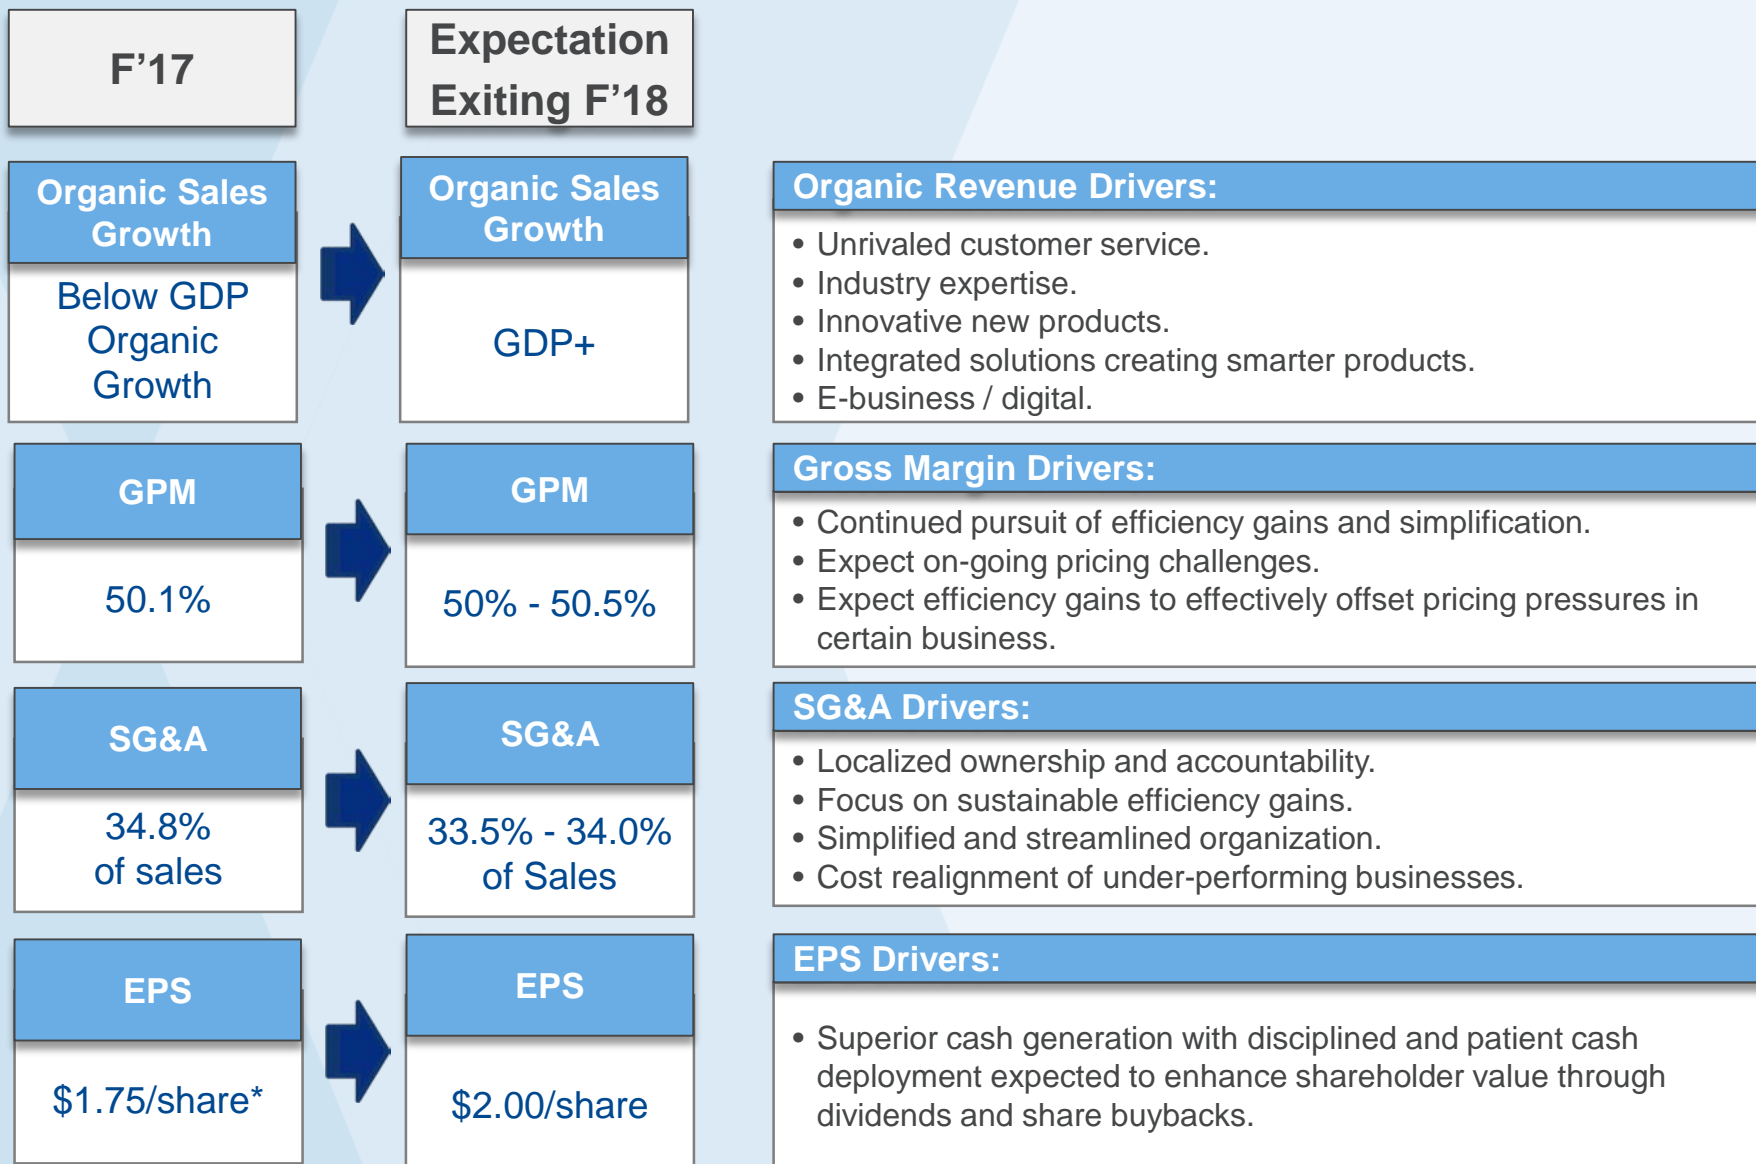 F’17
Expectation
Exiting F’18
Organic Sales
Growth
Below GDP
Organic
Growth
Organic Sales
Growth
GDP+
Organic Revenue Drivers:
• Unrivaled customer service.
• Industry expertise.
• Innovative new products.
• Integrated solutions creating smarter products.
• E-business / digital.
GPM
50.1%
GPM
50% - 50.5%
Gross Margin Drivers:
• Continued pursuit of efficiency gains and simplification.
• Expect on-going pricing challenges.
• Expect efficiency gains to effectively offset pricing pressures in
certain business.
SG&A
34.8%
of sales
SG&A
33.5% - 34.0%
of Sales
SG&A Drivers:
• Localized ownership and accountability.
• Focus on sustainable efficiency gains.
• Simplified and streamlined organization.
• Cost realignment of under-performing businesses.
EPS
$1.75/share*
EPS
$2.00/share
EPS Drivers:
• Superior cash generation with disciplined and patient cash
deployment expected to enhance shareholder value through
dividends and share buybacks.